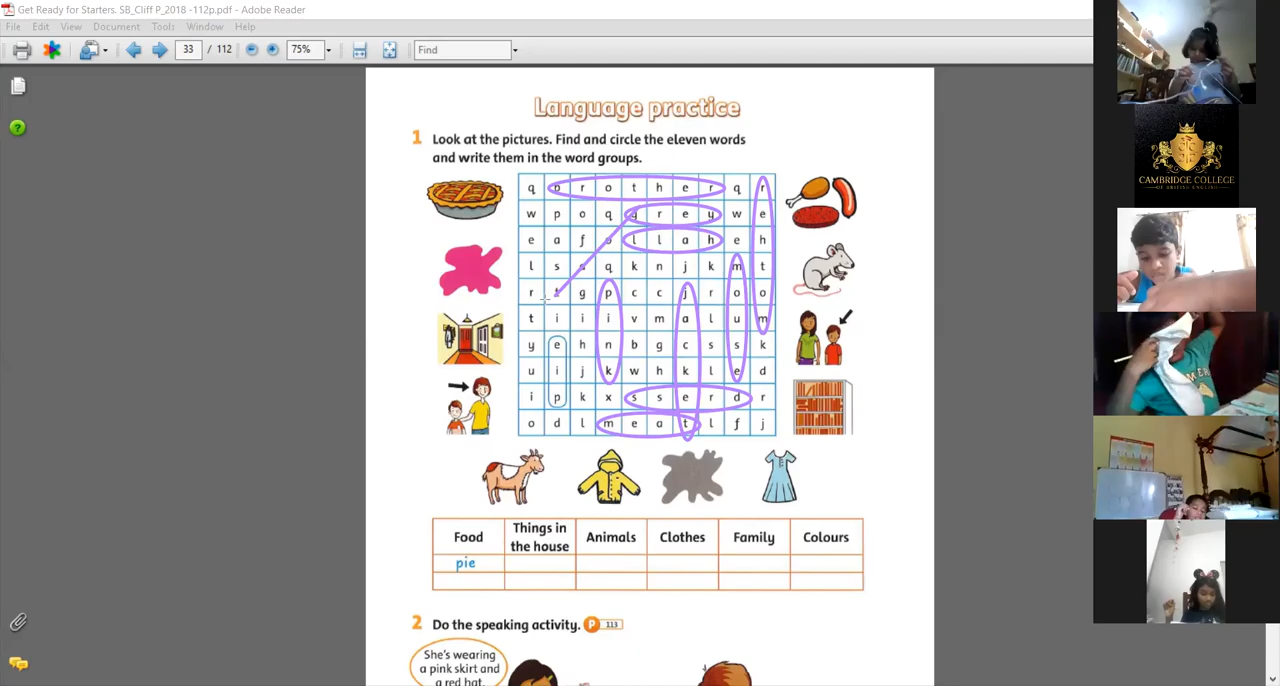 Get Ready for Starters. SB_Cliff P_2018 -112p.pdf - Adobe Reader
File Edit View Document Tools Window Help
33 / 112 75% Find
Language practice
1 Look at the pictures. Find and circle the eleven words
and write them in the word groups.
q b r o t h e r q r
w p o q g r e y w e
e a f o l l a h e h
l s a q k n j k m t
r t g p c c j r o o
t i i i v m a l u m
y e h n b g c s s k
u i j k w h k l e d
i p k x s s e r d r
o d l m e a t l f j
Food Things in the house Animals Clothes Family Colours
pie
2 Do the speaking activity. P 113
She's wearing
a pink skirt and
a red hat.
CAMBRIDGE COLLEGE
OF BRITISH ENGLISH